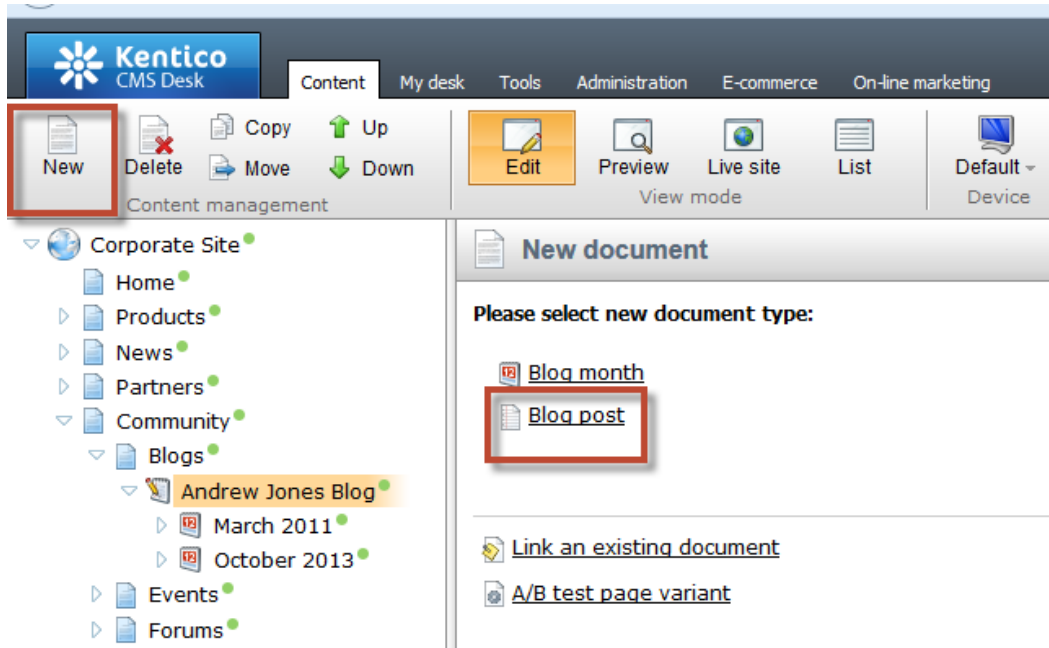 Kentico
CMS Desk
Content My desk Tools Administration E-commerce On-line marketing
New Delete Copy Move Up Down
Content management
Edit Preview Live site List
View mode
Default
Device
Corporate Site
Home
Products
News
Partners
Community
Blogs
Andrew Jones Blog
12 March 2011
12 October 2013
Events
Forums
New document
Please select new document type:
12 Blog month
Blog post
Link an existing document
A/B test page variant